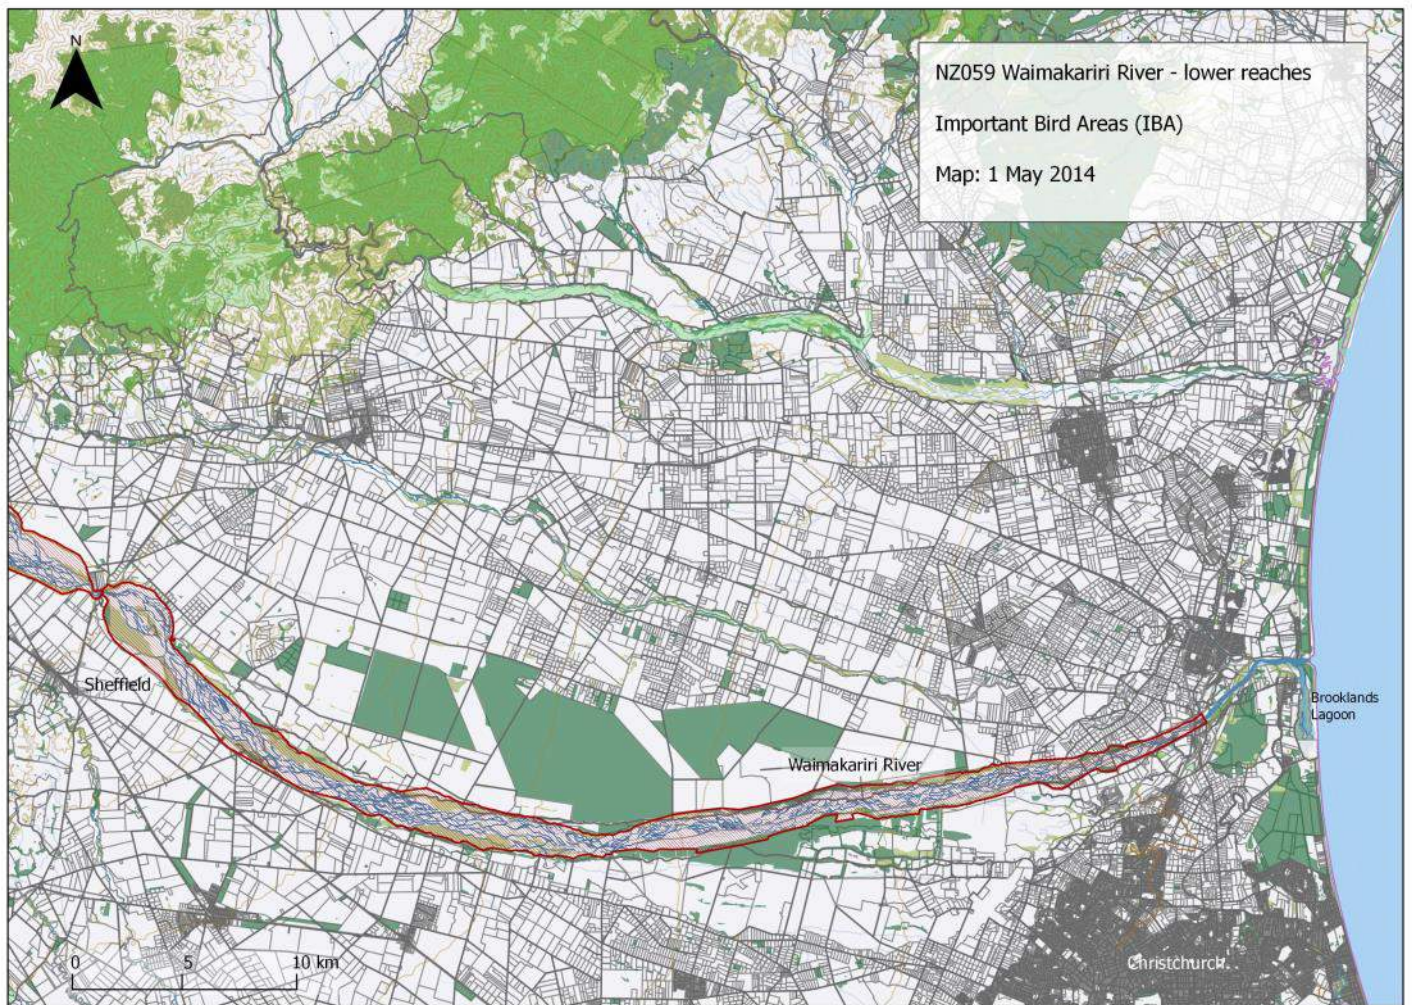 N
NZ059 Waimakariri River - lower reaches
Important Bird Areas (IBA)
Map: 1 May 2014
Sheffield
Brooklands
Lagoon
Waimakariri River
Christchurch
0 5 10 km